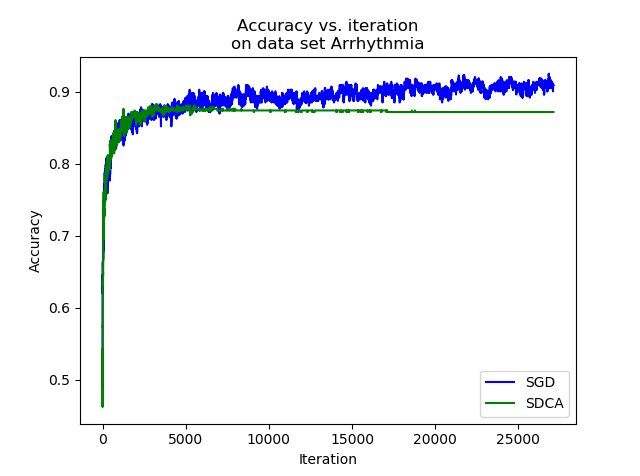 Accuracy vs. iteration
on data set Arrhythmia
Accuracy
0.9
0.8
0.7
0.6
0.5
0
5000
10000
15000
20000
25000
Iteration
SGD
SDCA